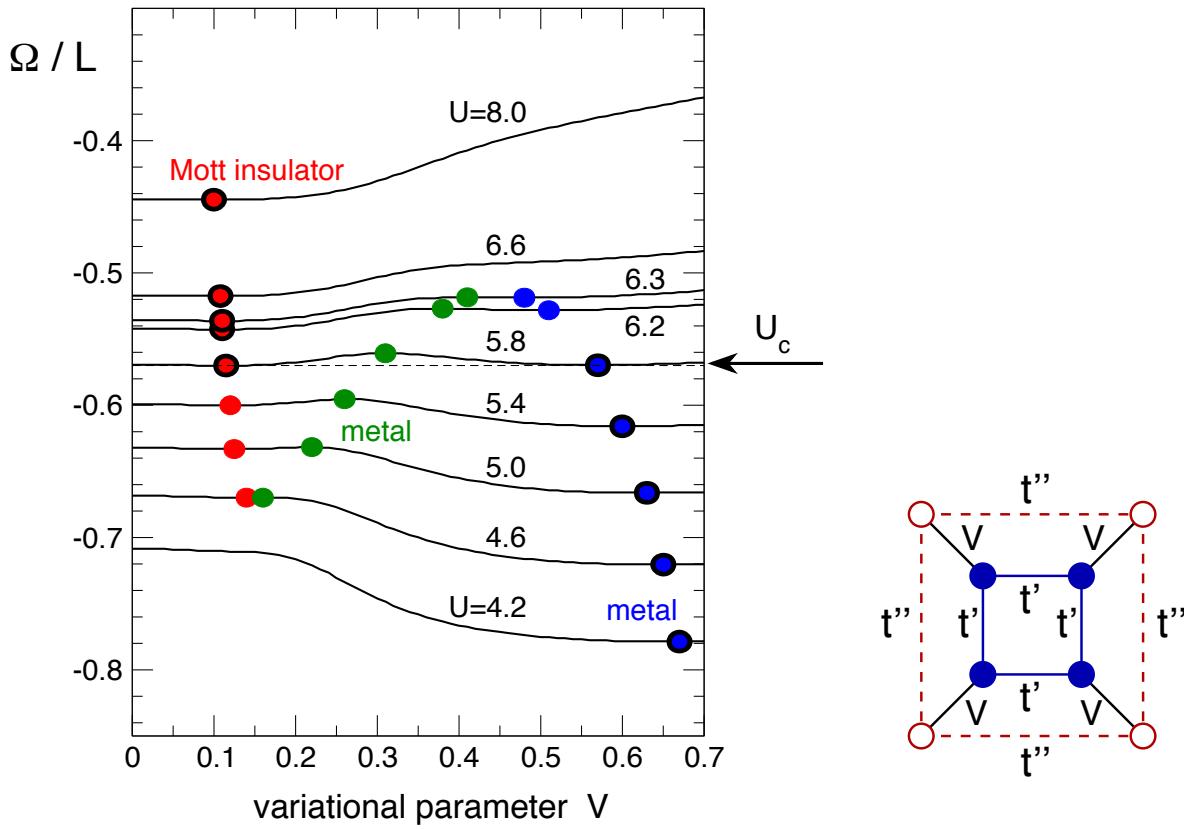 Ω / L
U=8.0
-0.4
Mott insulator
6.6
-0.5
6.3
6.2
5.8
U_c
-0.6
5.4
metal
5.0
-0.7
4.6
U=4.2
metal
-0.8
0 0.1 0.2 0.3 0.4 0.5 0.6 0.7
variational parameter V
t''
V V
t'
t'' t' t' t''
t'
V V
t''